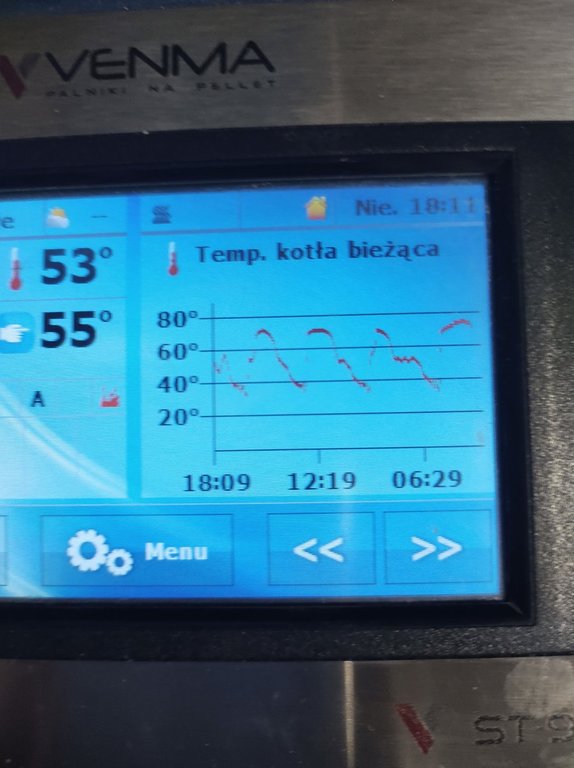 VENMA
PALNIKI NA PELLET
e -- Nie. 18:11
53°
Temp. kotła bieżąca
55°
80°
60°
40°
20°
A
18:09 12:19 06:29
Menu << >>
ST-9